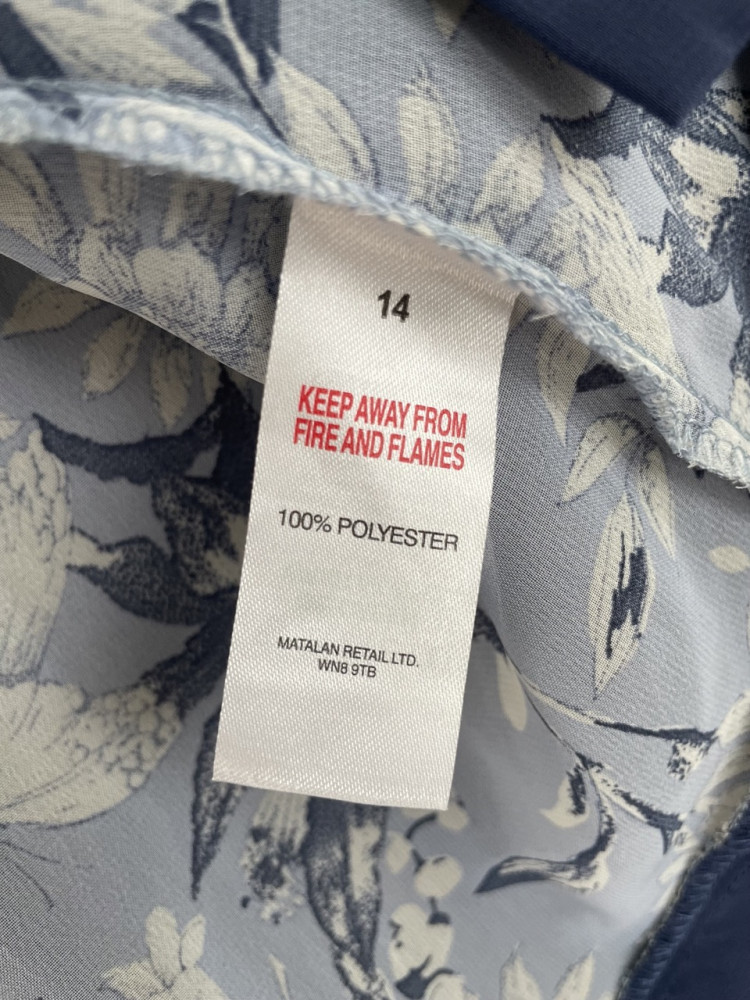 14
KEEP AWAY FROM
FIRE AND FLAMES
100% POLYESTER
MATALAN RETAIL LTD.
WN8 9TB